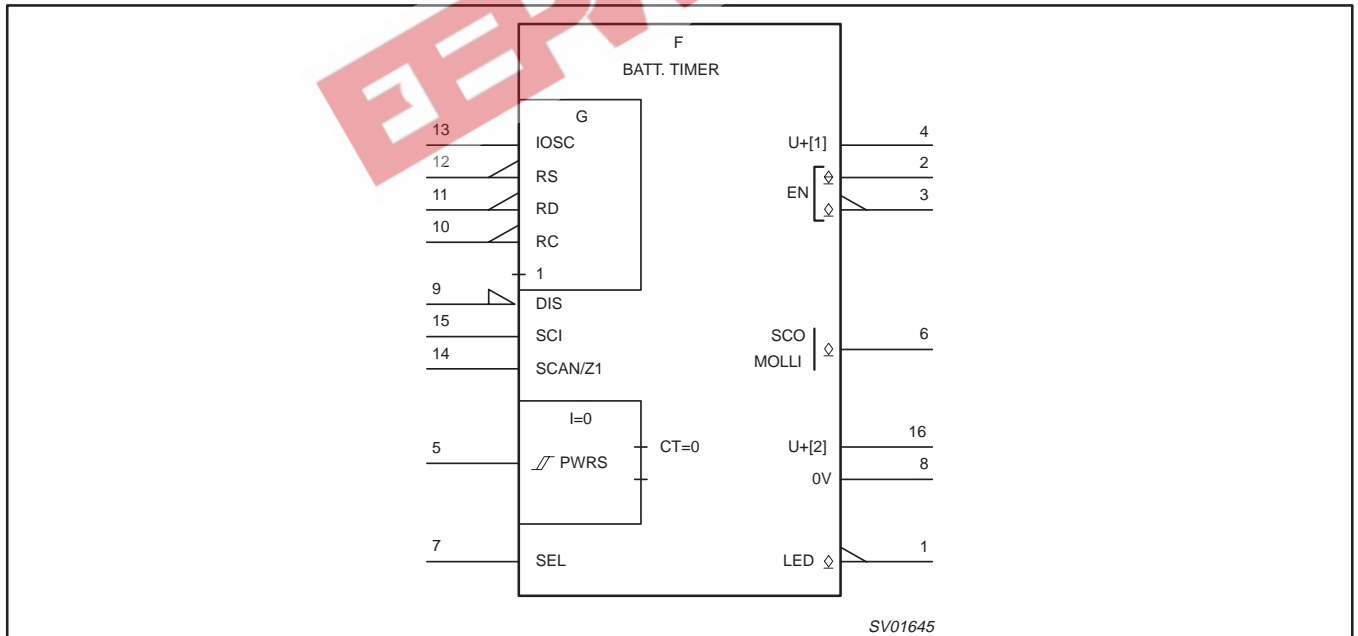 F
BATT. TIMER
G
13 IOSC
12 RS
11 RD
10 RC
1
9 DIS
15 SCI
14 SCAN/Z1
I=0
5 PWRS
CT=0
7 SEL
U+[1] 4
2
EN
3
SCO 6
MOLLI
U+[2] 16
0V 8
LED 1
SV01645